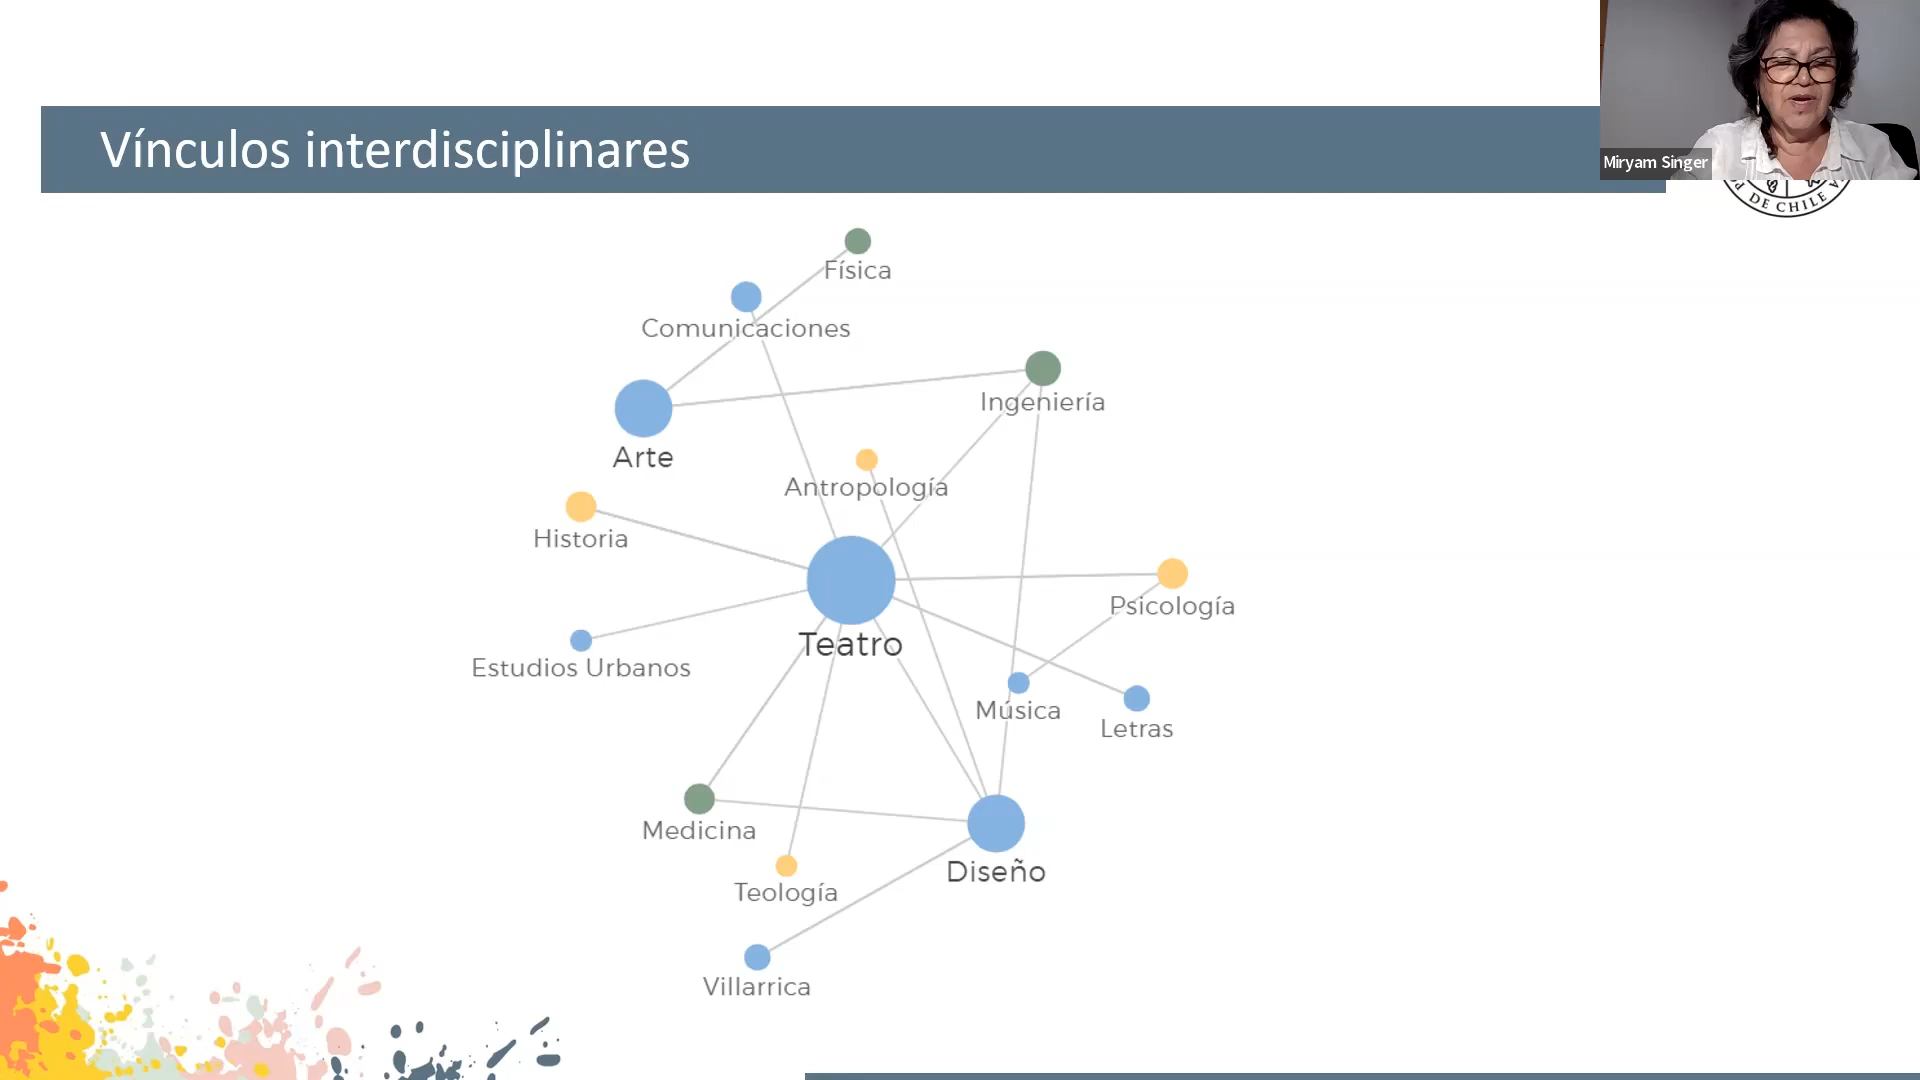 Vínculos interdisciplinares
Miryam Singer
DE CHILE
Física
Comunicaciones
Ingeniería
Arte
Antropología
Historia
Psicología
Teatro
Estudios Urbanos
Música
Letras
Medicina
Diseño
Teología
Villarrica